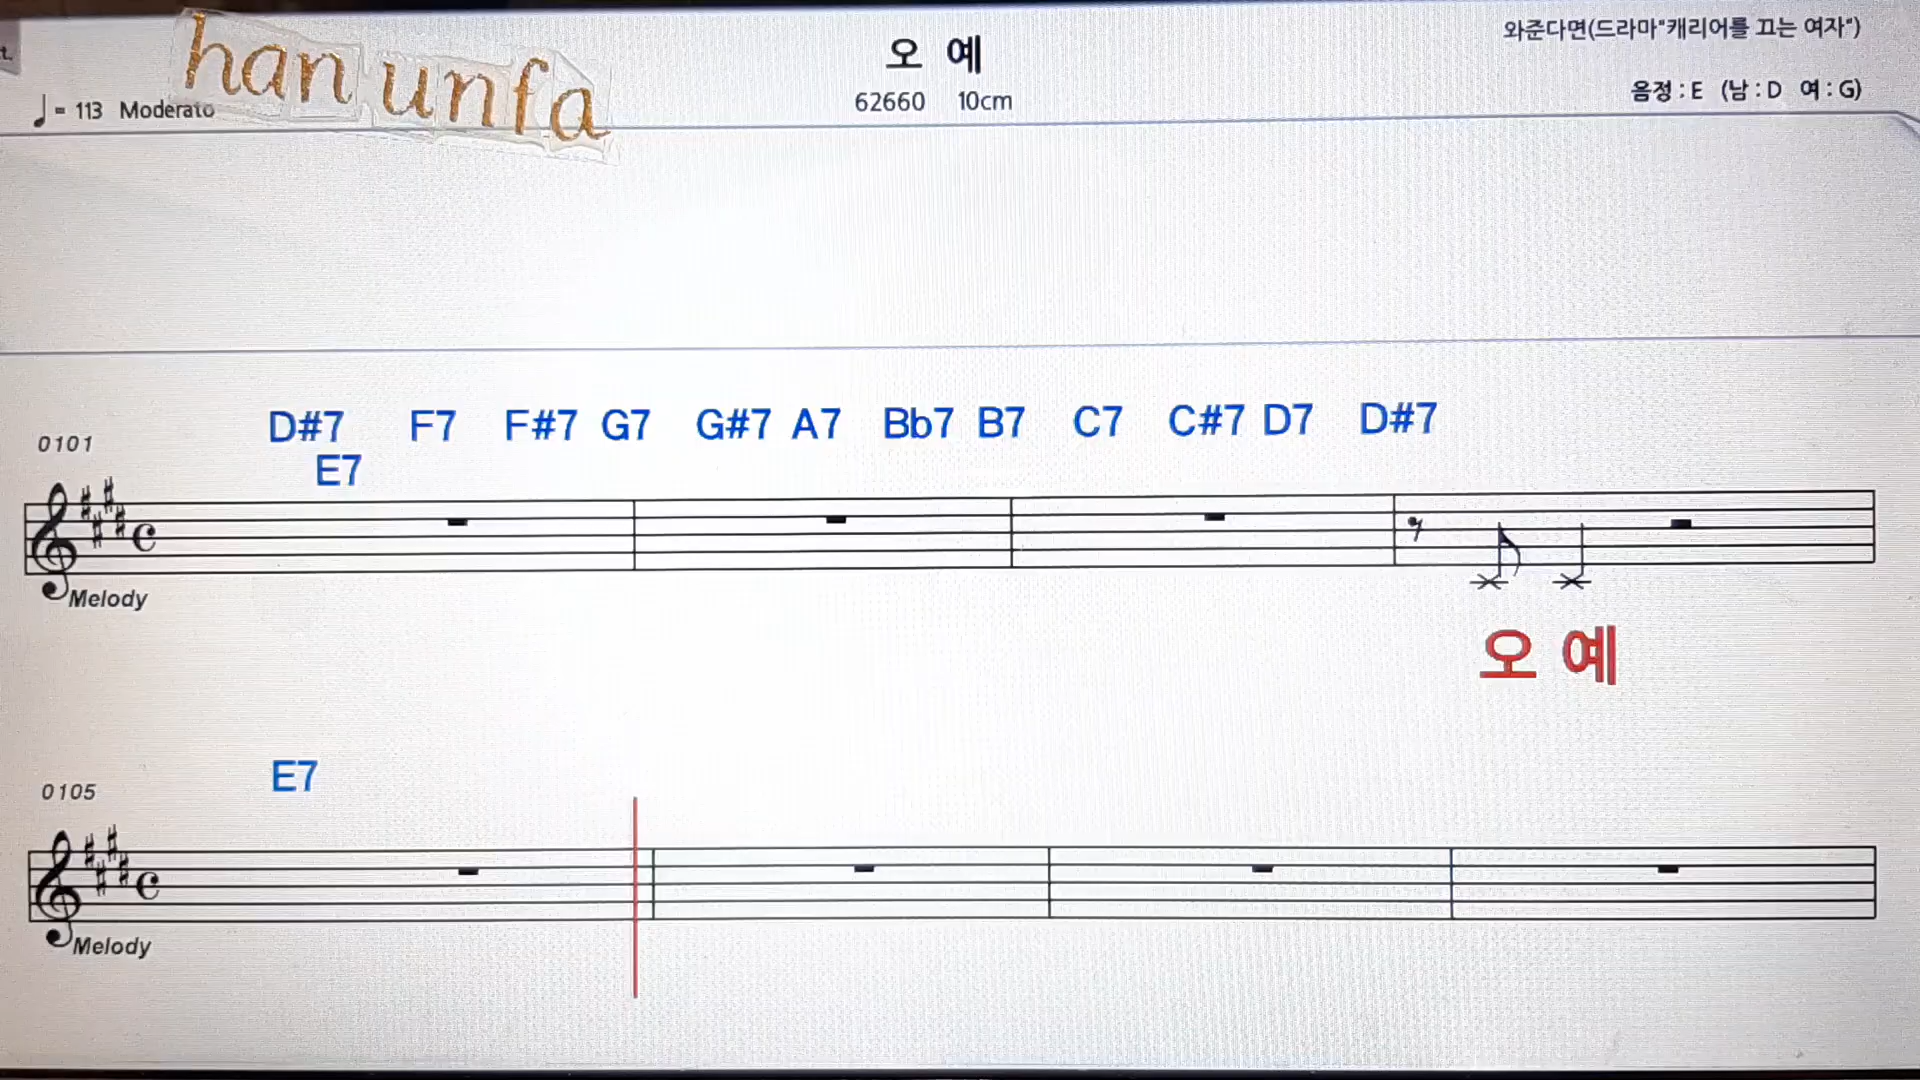 han unfa
오 예
와준다면(드라마"캐리어를 끄는 여자")
♩= 113 Moderato
62660 10cm
음정 : E (남 : D 여 : G)
D#7 F7 F#7 G7 G#7 A7 Bb7 B7 C7 C#7 D7 D#7
0101
E7
Melody
오 예
E7
0105
Melody